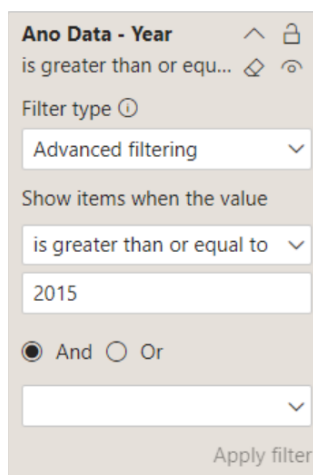 Ano Data - Year
is greater than or equ...
Filter type
Advanced filtering
Show items when the value
is greater than or equal to
2015
And Or
Apply filter